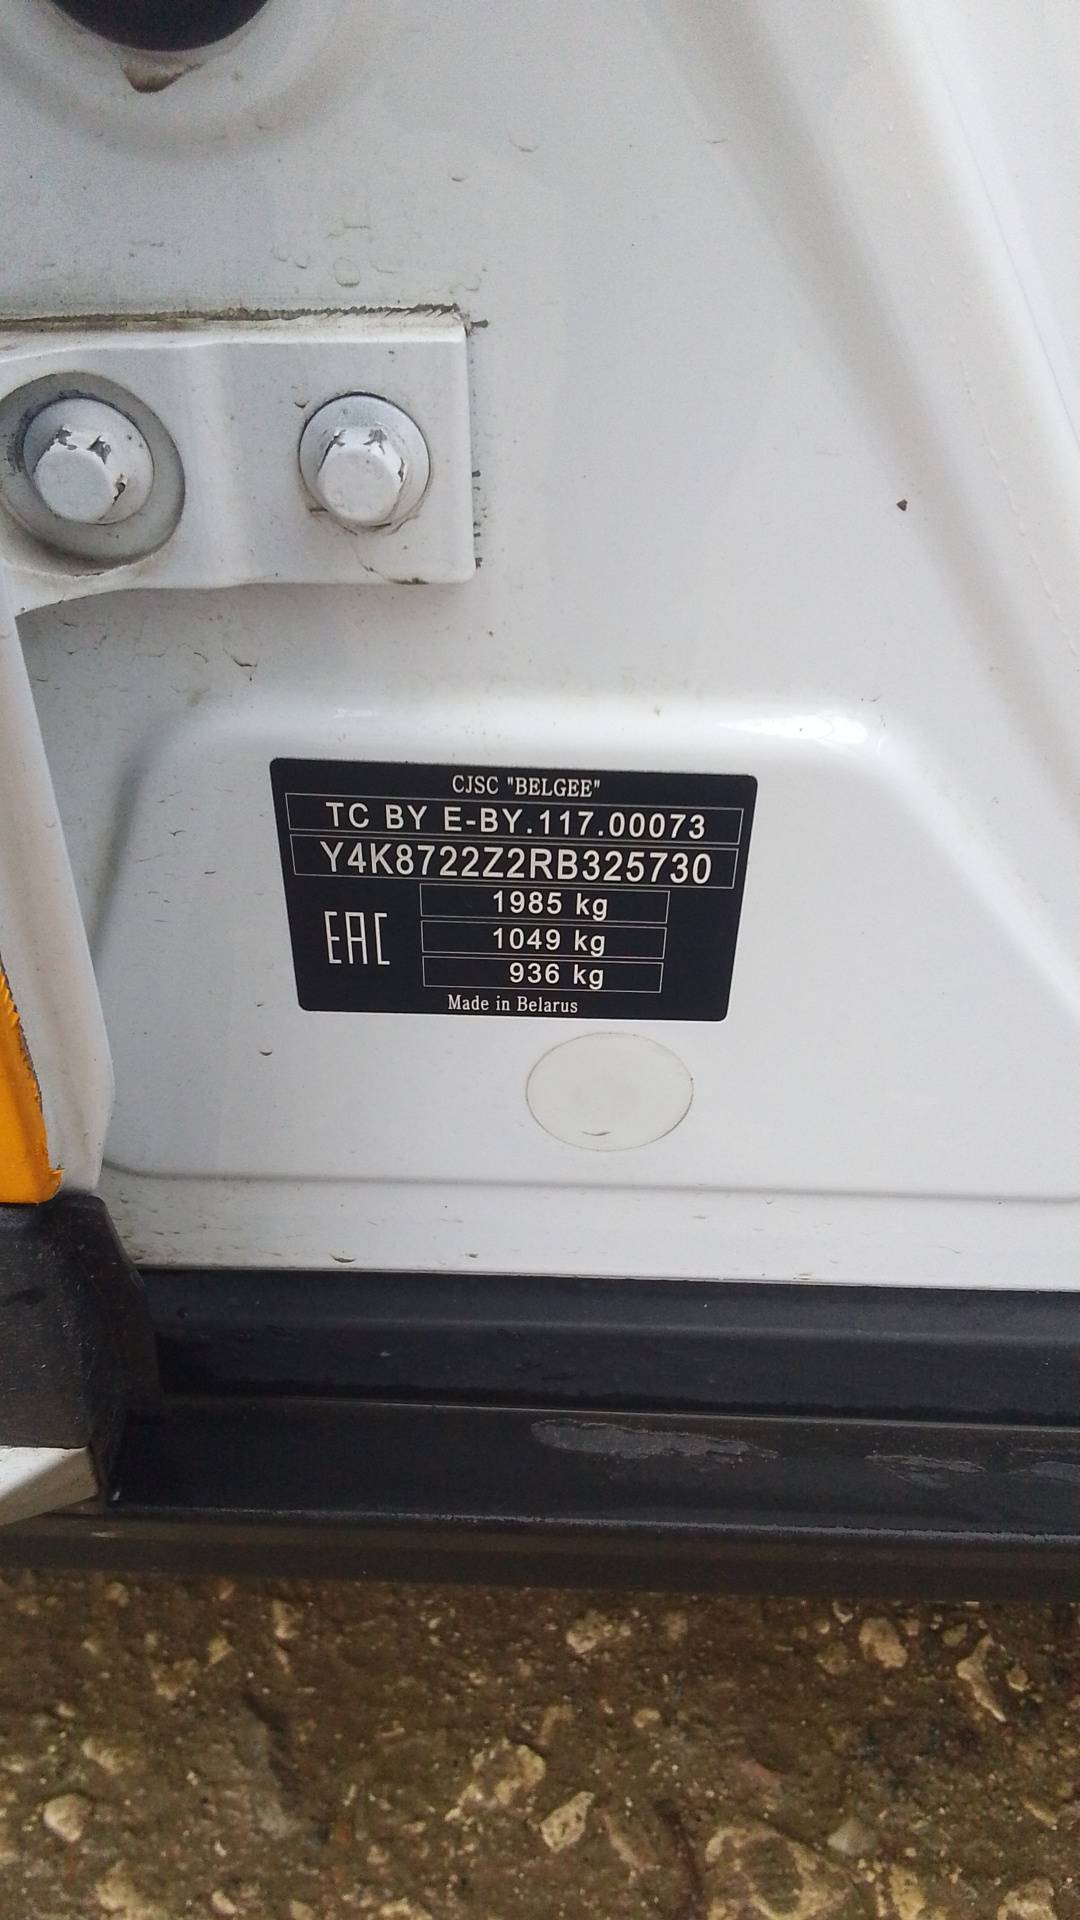 CJSC "BELGEE"
TC BY E-BY.117.00073
Y4K8722Z2RB325730
1985 kg
EAC
1049 kg
936 kg
Made in Belarus